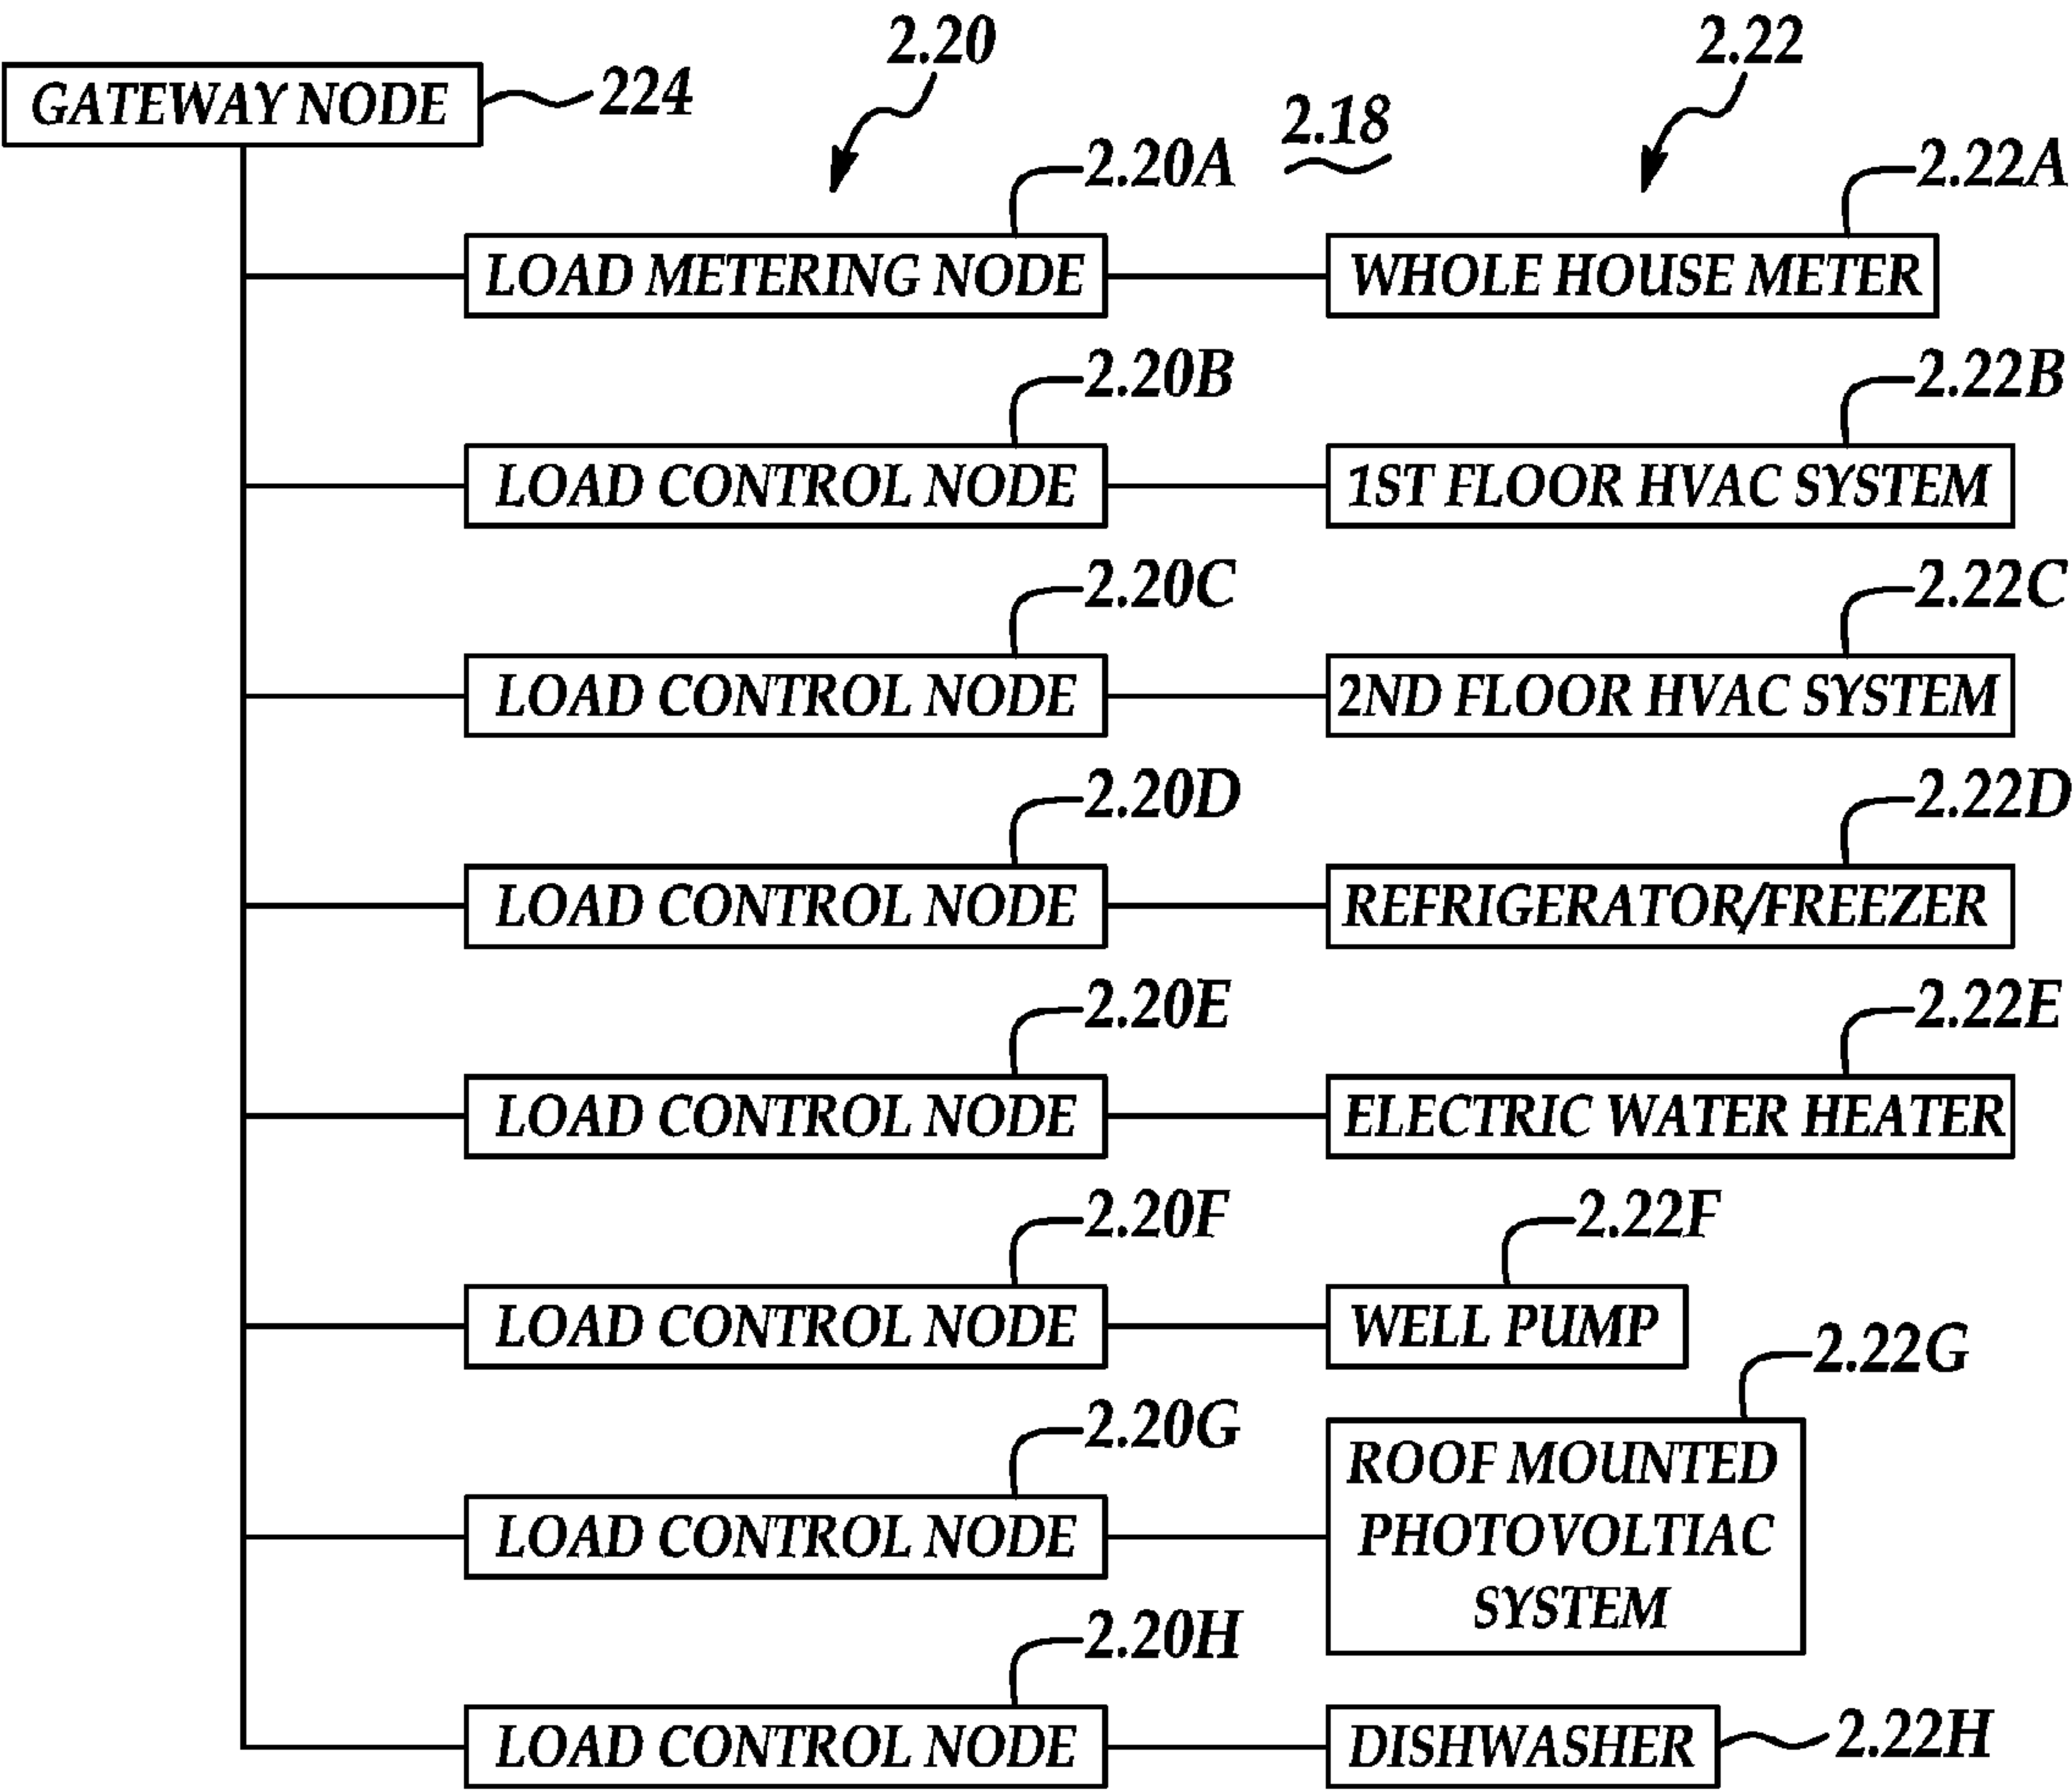 2.20
2.22
GATEWAY NODE
224
2.18
2.20A
2.22A
LOAD METERING NODE
WHOLE HOUSE METER
2.20B
2.22B
LOAD CONTROL NODE
1ST FLOOR HVAC SYSTEM
2.20C
2.22C
LOAD CONTROL NODE
2ND FLOOR HVAC SYSTEM
2.20D
2.22D
LOAD CONTROL NODE
REFRIGERATOR/FREEZER
2.20E
2.22E
LOAD CONTROL NODE
ELECTRIC WATER HEATER
2.20F
2.22F
LOAD CONTROL NODE
WELL PUMP
2.22G
2.20G
LOAD CONTROL NODE
ROOF MOUNTED
PHOTOVOLTIAC
SYSTEM
2.20H
LOAD CONTROL NODE
DISHWASHER
2.22H